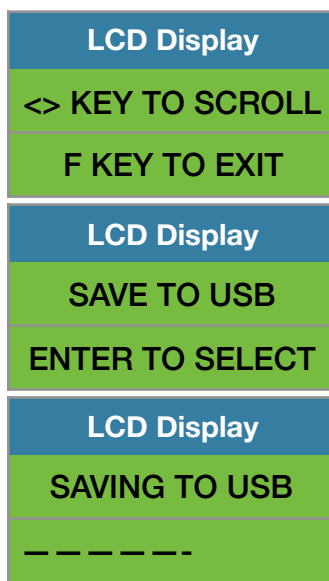 LCD Display
<> KEY TO SCROLL
F KEY TO EXIT
LCD Display
SAVE TO USB
ENTER TO SELECT
LCD Display
SAVING TO USB
— — — — — -